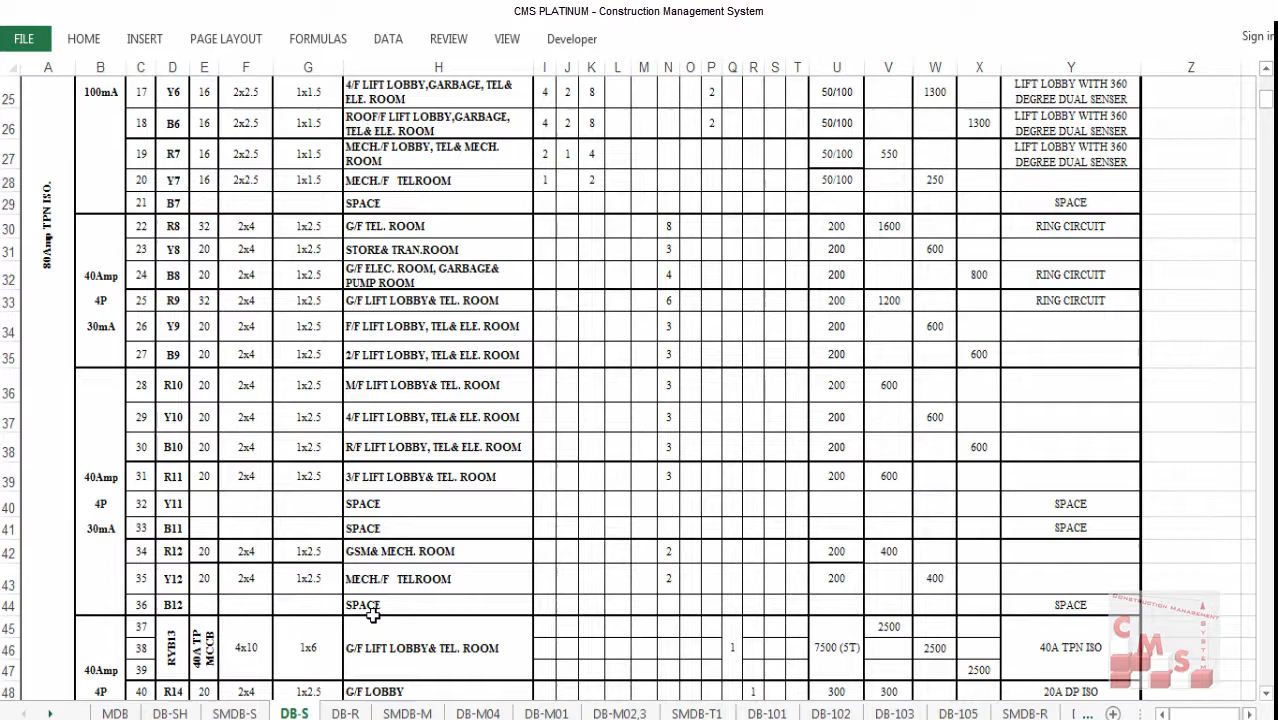 CMS PLATINUM - Construction Management System
FILE HOME INSERT PAGE LAYOUT FORMULAS DATA REVIEW VIEW Developer Sign in
A B C D E F G H I J K L M N O P Q R S T U V W X Y Z
80Amp TPN ISO.
25 100mA 17 Y6 16 2x2.5 1x1.5 4/F LIFT LOBBY,GARBAGE, TEL& 4 2 8 2 50/100 1300 LIFT LOBBY WITH 360
ELE. ROOM DEGREE DUAL SENSER
26 18 B6 16 2x2.5 1x1.5 ROOF/F LIFT LOBBY,GARBAGE, 4 2 8 2 50/100 1300 LIFT LOBBY WITH 360
TEL& ELE. ROOM DEGREE DUAL SENSER
27 19 R7 16 2x2.5 1x1.5 MECH./F LOBBY, TEL& MECH. 2 1 4 50/100 550 LIFT LOBBY WITH 360
ROOM DEGREE DUAL SENSER
28 20 Y7 16 2x2.5 1x1.5 MECH./F TELROOM 1 2 50/100 250
29 21 B7 SPACE SPACE
30 22 R8 32 2x4 1x2.5 G/F TEL. ROOM 8 200 1600 RING CIRCUIT
31 23 Y8 20 2x4 1x2.5 STORE& TRAN.ROOM 3 200 600
32 40Amp 24 B8 20 2x4 1x2.5 G/F ELEC. ROOM, GARBAGE& 4 200 800 RING CIRCUIT
PUMP ROOM
33 4P 25 R9 32 2x4 1x2.5 G/F LIFT LOBBY& TEL. ROOM 6 200 1200 RING CIRCUIT
34 30mA 26 Y9 20 2x4 1x2.5 F/F LIFT LOBBY, TEL& ELE. ROOM 3 200 600
35 27 B9 20 2x4 1x2.5 2/F LIFT LOBBY, TEL& ELE. ROOM 3 200 600
36 28 R10 20 2x4 1x2.5 M/F LIFT LOBBY& TEL. ROOM 3 200 600
37 29 Y10 20 2x4 1x2.5 4/F LIFT LOBBY, TEL& ELE. ROOM 3 200 600
38 30 B10 20 2x4 1x2.5 R/F LIFT LOBBY, TEL& ELE. ROOM 3 200 600
39 40Amp 31 R11 20 2x4 1x2.5 3/F LIFT LOBBY& TEL. ROOM 3 200 600
40 4P 32 Y11 SPACE SPACE
41 30mA 33 B11 SPACE SPACE
42 34 R12 20 2x4 1x2.5 GSM& MECH. ROOM 2 200 400
43 35 Y12 20 2x4 1x2.5 MECH./F TELROOM 2 200 400
44 36 B12 SPACE SPACE
45 37 2500
46 38 RYB13 40A TP MCCB 4x10 1x6 G/F LIFT LOBBY& TEL. ROOM 1 7500 (5T) 2500 40A TPN ISO
47 40Amp 39 2500
48 4P 40 R14 20 2x4 1x2.5 G/F LOBBY 1 300 300 20A DP ISO
CONSTRUCTION MANAGEMENT
SYSTEM
CMS
MDB DB-SH SMDB-S DB-S DB-R SMDB-M DB-M04 DB-M01 DB-M02,3 SMDB-T1 DB-101 DB-102 DB-103 DB-105 SMDB-R ...